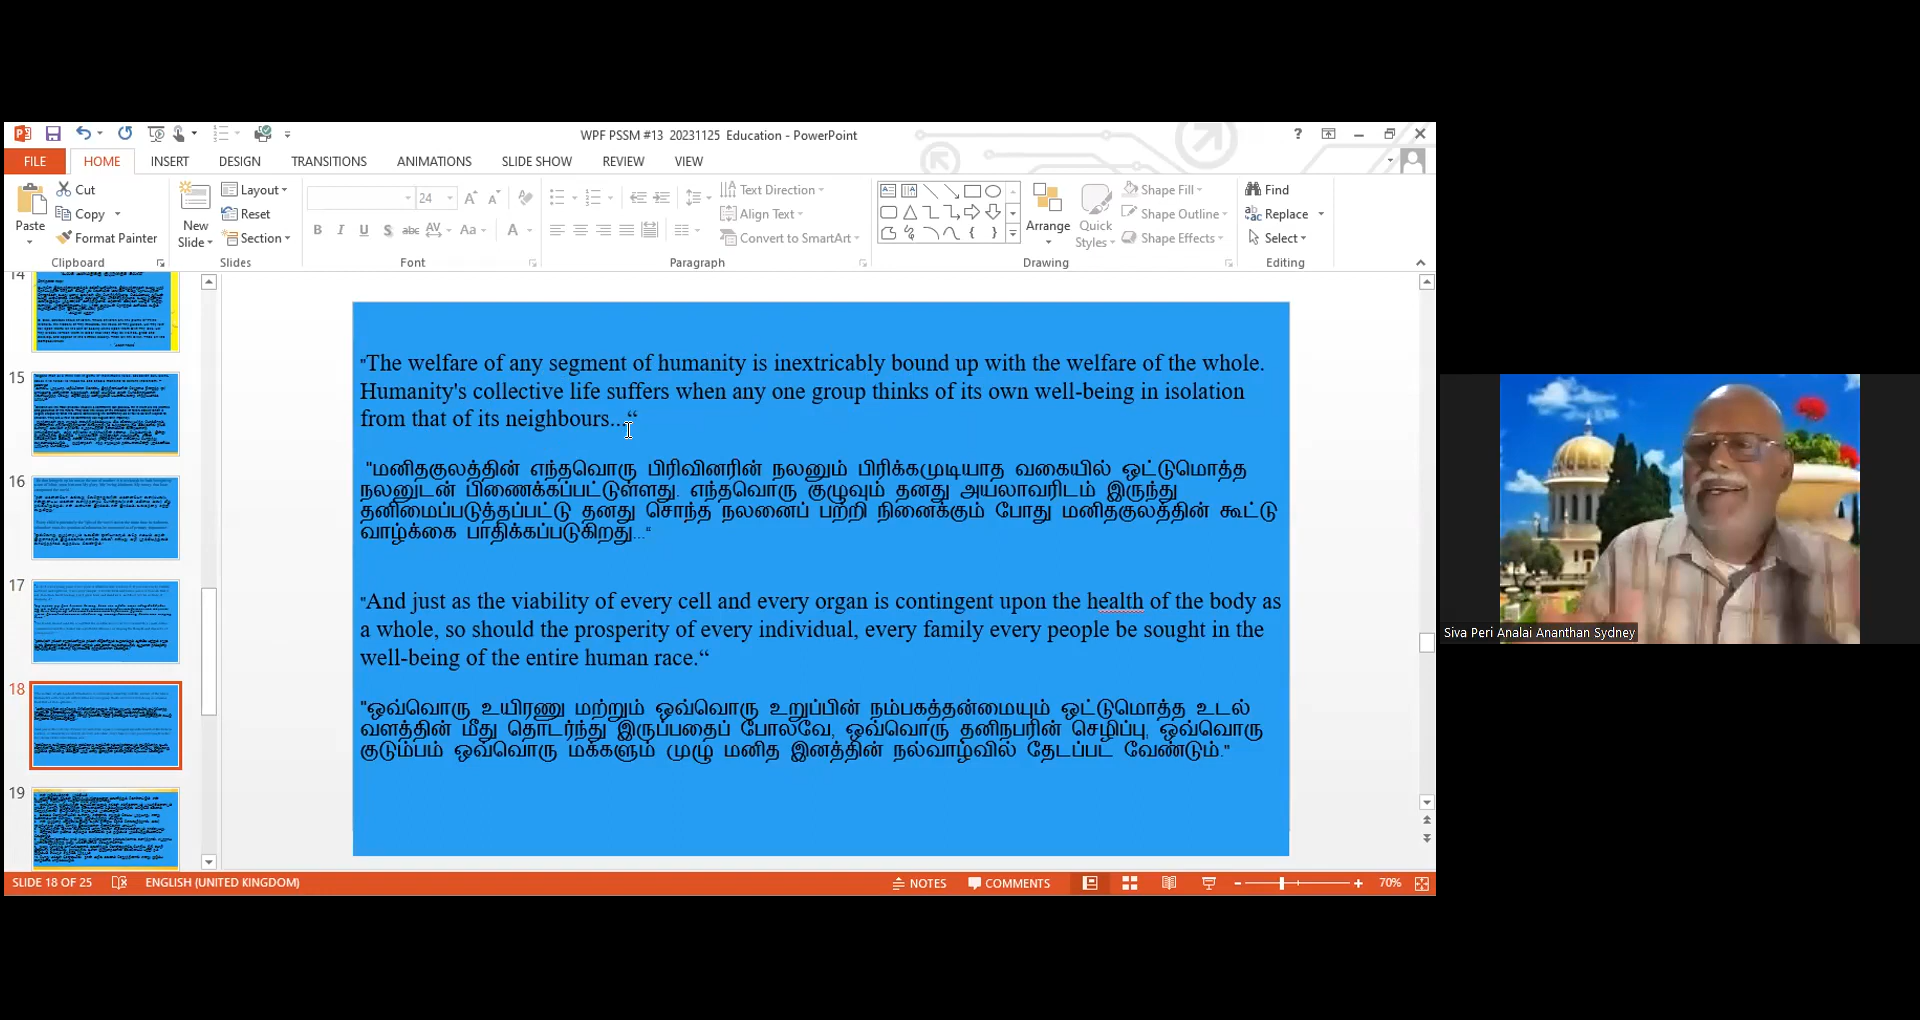 WPF PSSM #13 20231125 Education - PowerPoint
FILE HOME INSERT DESIGN TRANSITIONS ANIMATIONS SLIDE SHOW REVIEW VIEW
Paste
Cut
Copy
Format Painter
Clipboard
New
Slide
Layout
Reset
Section
Slides
24
Font
Text Direction
Align Text
Convert to SmartArt
Paragraph
Arrange
Quick
Styles
Shape Fill
Shape Outline
Shape Effects
Drawing
Find
Replace
Select
Editing
14
15
16
17
18
19
"The welfare of any segment of humanity is inextricably bound up with the welfare of the whole.
Humanity's collective life suffers when any one group thinks of its own well-being in isolation
from that of its neighbours...“
"மனிதகுலத்தின் எந்தவொரு பிரிவினரின் நலனும் பிரிக்கமுடியாத வகையில் ஒட்டுமொத்த
நலனுடன் பிணைக்கப்பட்டுள்ளது. எந்தவொரு குழுவும் தனது அயலாவரிடம் இருந்து
தனிமைப்படுத்தப்பட்டு தனது சொந்த நலனைப் பற்றி நினைக்கும் போது மனிதகுலத்தின் கூட்டு
வாழ்க்கை பாதிக்கப்படுகிறது...“
"And just as the viability of every cell and every organ is contingent upon the health of the body as
a whole, so should the prosperity of every individual, every family every people be sought in the
well-being of the entire human race.“
"ஒவ்வொரு உயிரணு மற்றும் ஒவ்வொரு உறுப்பின் நம்பகத்தன்மையும் ஒட்டுமொத்த உடல்
வளத்தின் மீது தொடர்ந்து இருப்பதைப் போலவே, ஒவ்வொரு தனிநபரின் செழிப்பு, ஒவ்வொரு
குடும்பம் ஒவ்வொரு மக்களும் முழு மனித இனத்தின் நல்வாழ்வில் தேடப்பட வேண்டும்."
Siva Peri Analai Ananthan Sydney
SLIDE 18 OF 25 ENGLISH (UNITED KINGDOM) NOTES COMMENTS 70%